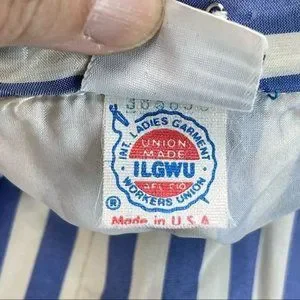 INT. LADIES GARMENT
UNION
MADE
ILGWU
AFL CIO
WORKERS UNION
®
Made in U.S.A